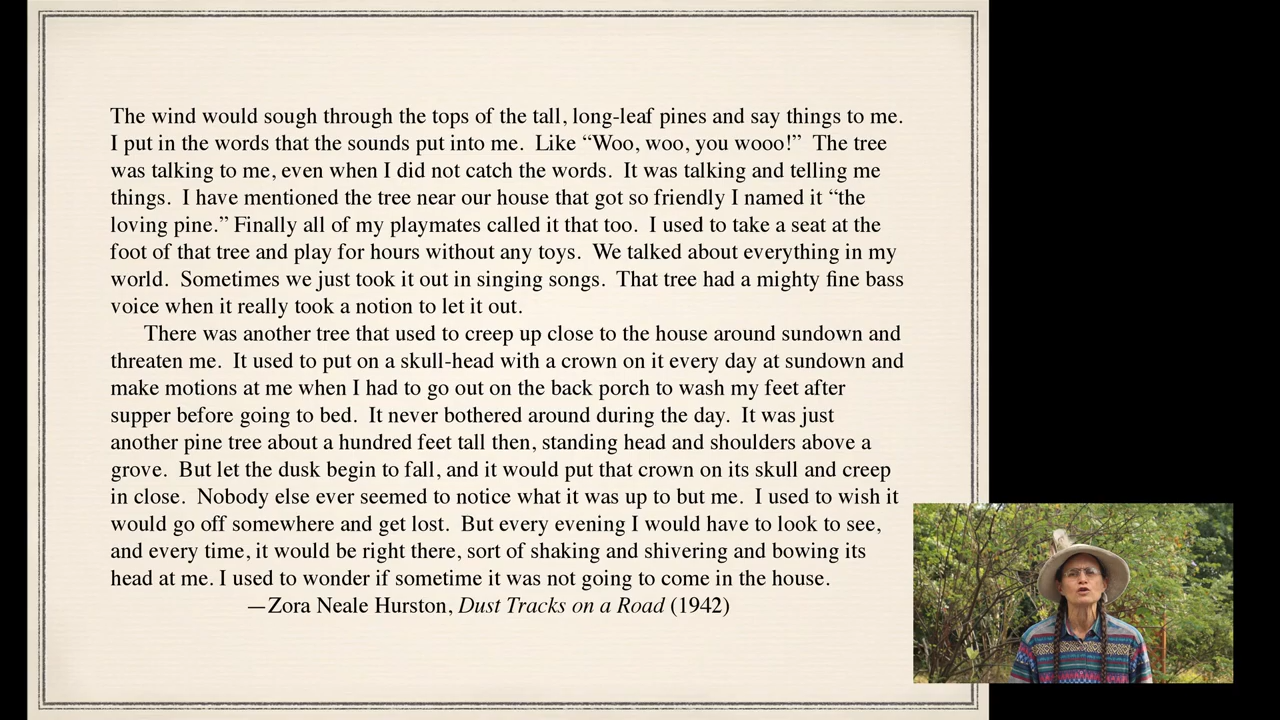 The wind would sough through the tops of the tall, long-leaf pines and say things to me.
I put in the words that the sounds put into me.  Like “Woo, woo, you wooo!”  The tree
was talking to me, even when I did not catch the words.  It was talking and telling me
things.  I have mentioned the tree near our house that got so friendly I named it “the
loving pine.” Finally all of my playmates called it that too.  I used to take a seat at the
foot of that tree and play for hours without any toys.  We talked about everything in my
world.  Sometimes we just took it out in singing songs.  That tree had a mighty fine bass
voice when it really took a notion to let it out.
There was another tree that used to creep up close to the house around sundown and
threaten me.  It used to put on a skull-head with a crown on it every day at sundown and
make motions at me when I had to go out on the back porch to wash my feet after
supper before going to bed.  It never bothered around during the day.  It was just
another pine tree about a hundred feet tall then, standing head and shoulders above a
grove.  But let the dusk begin to fall, and it would put that crown on its skull and creep
in close.  Nobody else ever seemed to notice what it was up to but me.  I used to wish it
would go off somewhere and get lost.  But every evening I would have to look to see,
and every time, it would be right there, sort of shaking and shivering and bowing its
head at me. I used to wonder if sometime it was not going to come in the house.
—Zora Neale Hurston, Dust Tracks on a Road (1942)